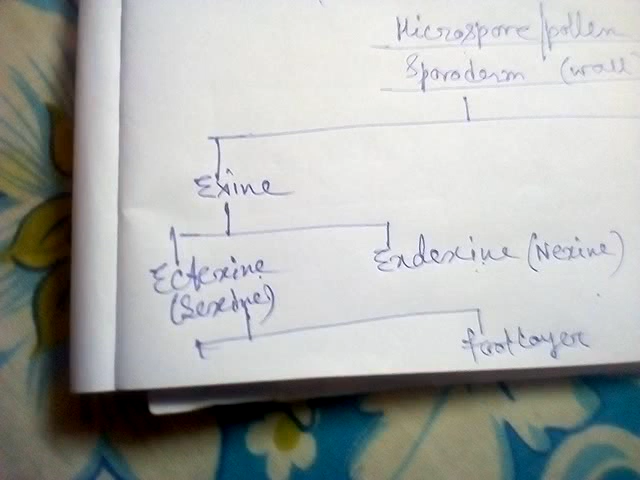 Microspore/pollen
Sporoderm (wall
Exine
Ectexine
Endexine (Nexine)
(Sexine)
footlayer